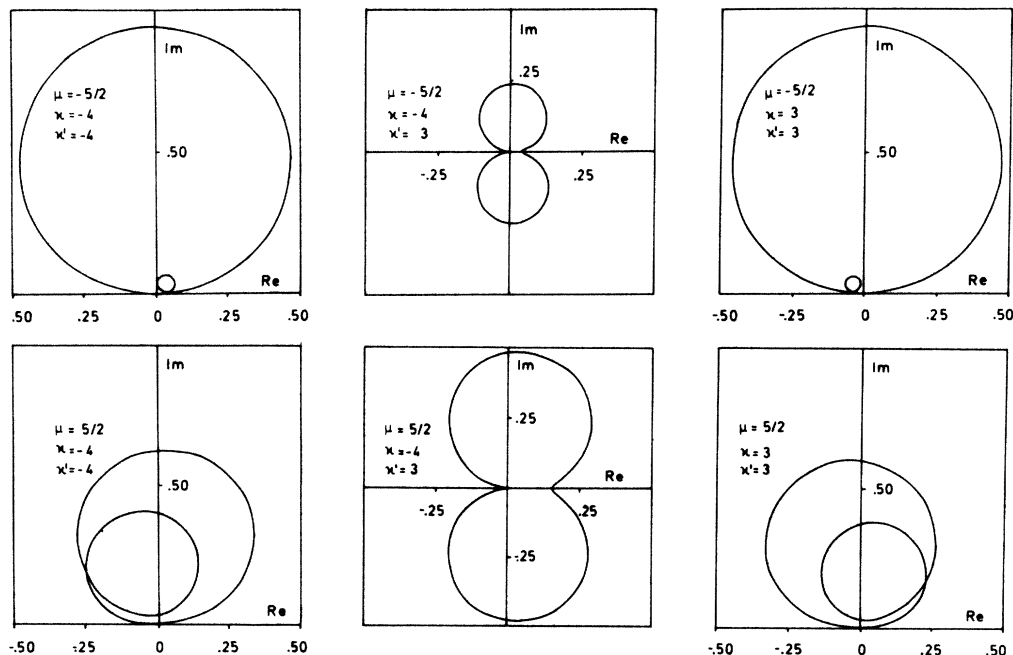 Im
μ = - 5/2
ϰ = - 4
ϰ' = - 4
.50
Re
.50 .25 0 .25 .50
Im
.25
μ = - 5/2
ϰ = - 4
ϰ' = 3
Re
-.25 .25
Im
μ = - 5/2
ϰ = 3
ϰ' = 3
.50
Re
-.50 -.25 0 .25 .50
Im
μ = 5/2
ϰ = - 4
ϰ' = - 4
.50
Re
-.50 -.25 0 .25 .50
Im
μ = 5/2
ϰ = - 4
ϰ' = 3
.25
Re
-.25 .25
-.25
Im
μ = 5/2
ϰ = 3
ϰ' = 3
.50
Re
-.50 -.25 0 .25 .50